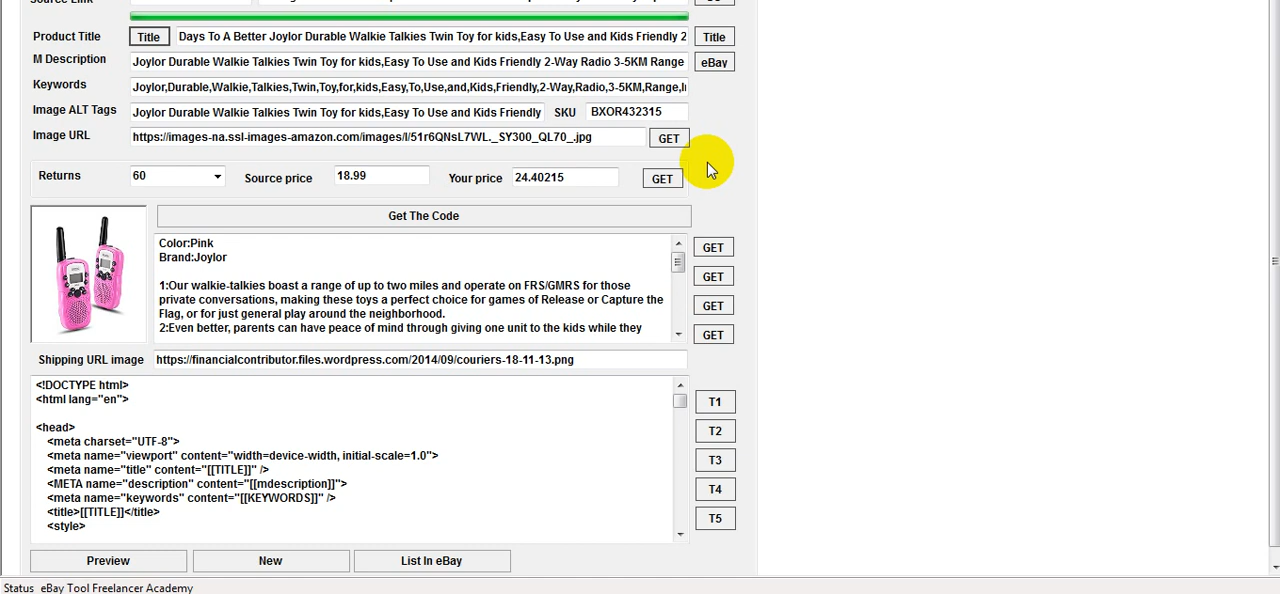 Source Link
Product Title Title Days To A Better Joylor Durable Walkie Talkies Twin Toy for kids,Easy To Use and Kids Friendly 2 Title
M Description Joylor Durable Walkie Talkies Twin Toy for kids,Easy To Use and Kids Friendly 2-Way Radio 3-5KM Range eBay
Keywords Joylor,Durable,Walkie,Talkies,Twin,Toy,for,kids,Easy,To,Use,and,Kids,Friendly,2-Way,Radio,3-5KM,Range,I
Image ALT Tags Joylor Durable Walkie Talkies Twin Toy for kids,Easy To Use and Kids Friendly SKU BXOR432315
Image URL https://images-na.ssl-images-amazon.com/images/I/51r6QNsL7WL._SY300_QL70_.jpg GET
Returns 60 Source price 18.99 Your price 24.40215 GET
Get The Code
Color:Pink GET
Brand:Joylor
GET
1:Our walkie-talkies boast a range of up to two miles and operate on FRS/GMRS for those
private conversations, making these toys a perfect choice for games of Release or Capture the GET
Flag, or for just general play around the neighborhood.
2:Even better, parents can have peace of mind through giving one unit to the kids while they GET
Shipping URL image https://financialcontributor.files.wordpress.com/2014/09/couriers-18-11-13.png
<!DOCTYPE html>
<html lang="en"> T1
<head>
<meta charset="UTF-8"> T2
<meta name="viewport" content="width=device-width, initial-scale=1.0">
<meta name="title" content="[[TITLE]]" /> T3
<META name="description" content="[[mdescription]]">
<meta name="keywords" content="[[KEYWORDS]]" /> T4
<title>[[TITLE]]</title>
<style> T5
Preview New List In eBay
Status eBay Tool Freelancer Academy